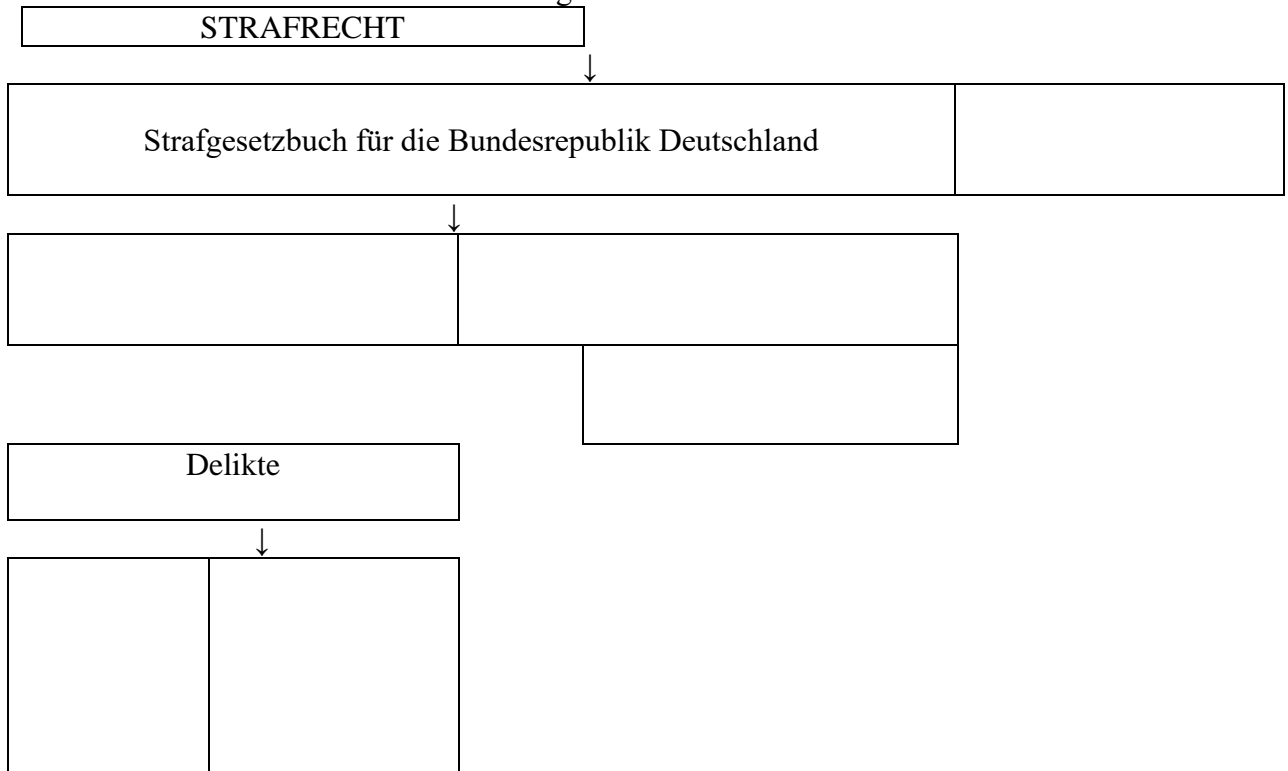 STRAFRECHT
↓
Strafgesetzbuch für die Bundesrepublik Deutschland
↓
Delikte
↓